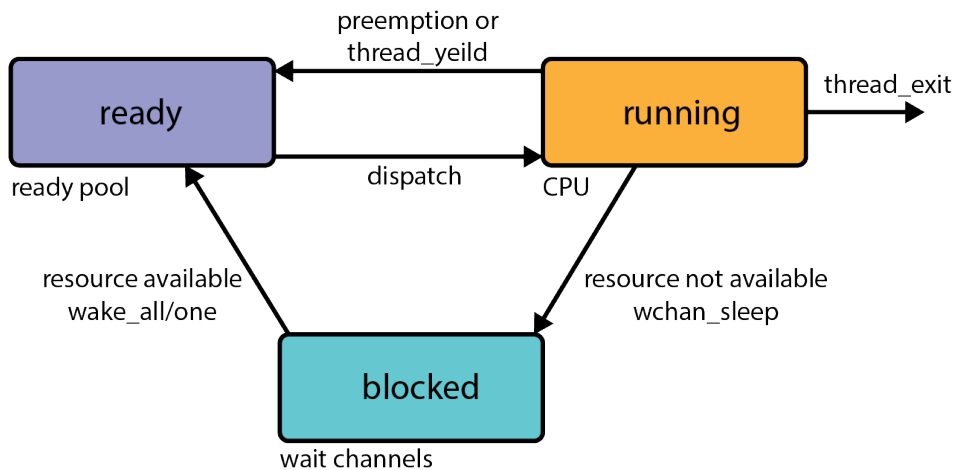 preemption or
thread_yeild
ready
running
thread_exit
ready pool
dispatch
CPU
resource available
wake_all/one
resource not available
wchan_sleep
blocked
wait channels